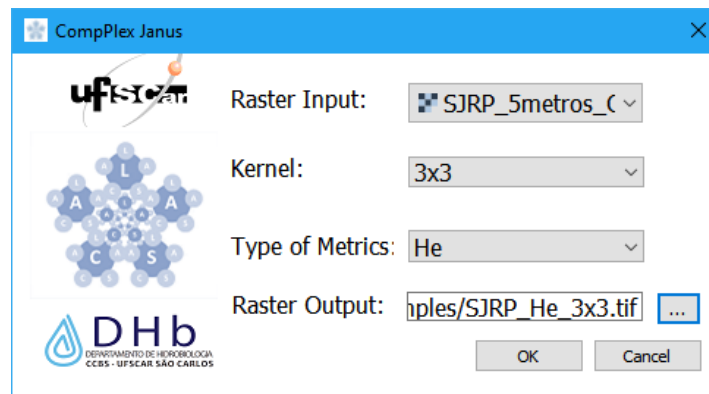 CompPlex Janus
ufscar
Raster Input:
SJRP_5metros_(
Kernel:
3x3
Type of Metrics:
He
Raster Output:
nples/SJRP_He_3x3.tif
...
OK
Cancel
L
A
A
C
S
DHb
DEPARTAMENTO DE HIDROBIOLOGIA
CCBS - UFSCAR SÃO CARLOS